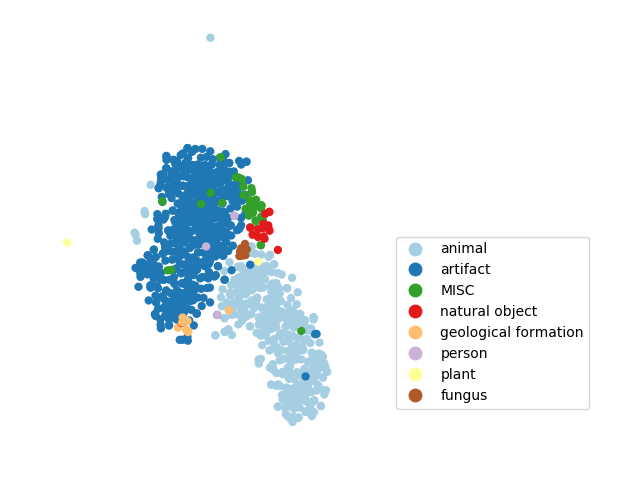 animal
artifact
MISC
natural object
geological formation
person
plant
fungus